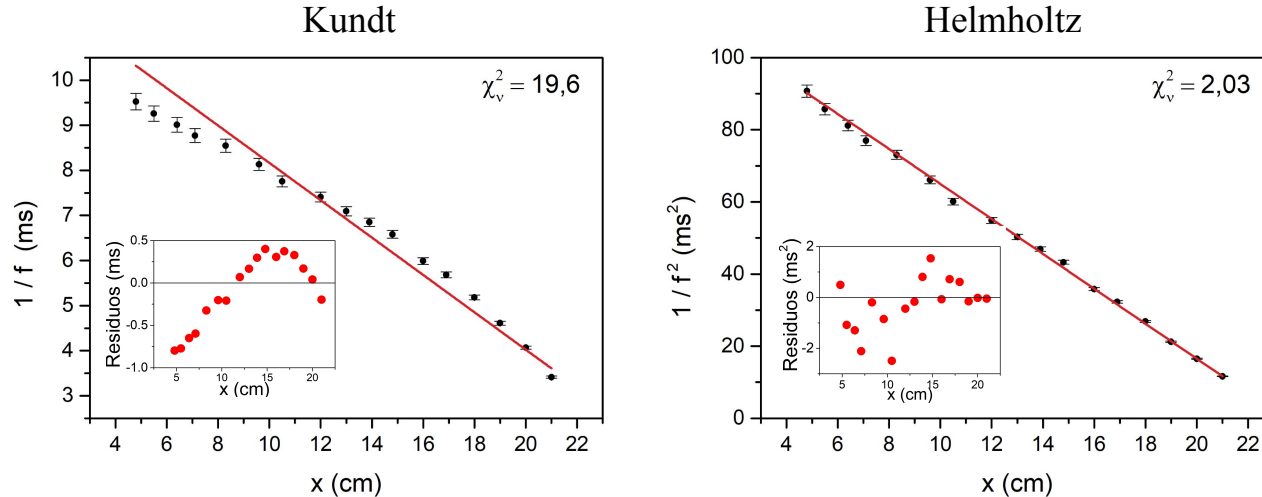 Kundt
χ²ᵥ = 19,6
1 / f (ms)
10
9
8
7
6
5
4
3
4 6 8 10 12 14 16 18 20 22
x (cm)
Residuos (ms)
0.5
0.0
-0.5
-1.0
5 10 15 20
x (cm)
Helmholtz
χ²ᵥ = 2,03
1 / f² (ms²)
100
80
60
40
20
0
4 6 8 10 12 14 16 18 20 22
x (cm)
Residuos (ms²)
2
0
-2
5 10 15 20
x (cm)